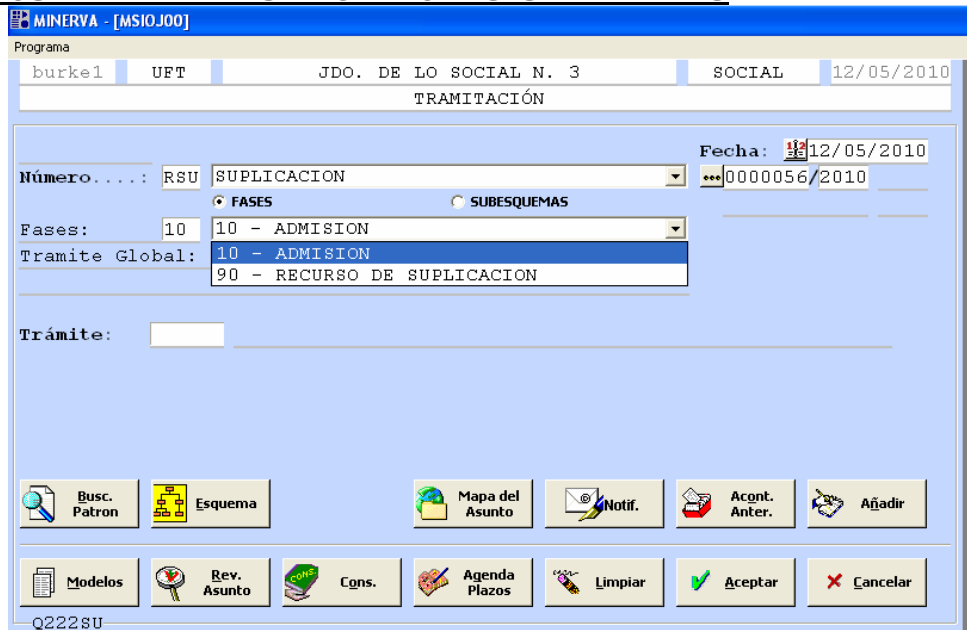 MINERVA - [MSIOJ00]
Programa
burke1 UFT JDO. DE LO SOCIAL N. 3 SOCIAL 12/05/2010
TRAMITACIÓN
Fecha: 12/05/2010
Número....: RSU SUPLICACION 0000056/2010
FASES SUBESQUEMAS
Fases: 10 10 - ADMISION
Tramite Global: 10 - ADMISION
90 - RECURSO DE SUPLICACION
Trámite:
Busc. Patron Esquema Mapa del Asunto Notif. Acont. Anter. Añadir
Modelos Rev. Asunto Cons. Agenda Plazos Limpiar Aceptar Cancelar
Q222SU